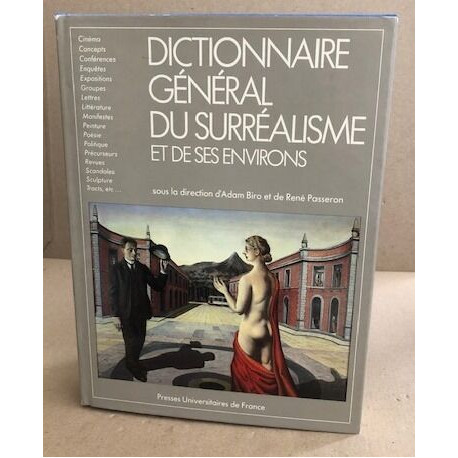 Cinéma
Concepts
Conférences
Enquêtes
Expositions
Groupes
Lettres
Littérature
Manifestes
Peinture
Poésie
Politique
Précurseurs
Revues
Scandales
Sculpture
Tracts, etc ...
DICTIONNAIRE
GÉNÉRAL
DU SURRÉALISME
ET DE SES ENVIRONS
sous la direction d'Adam Biro et de René Passeron
Presses Universitaires de France